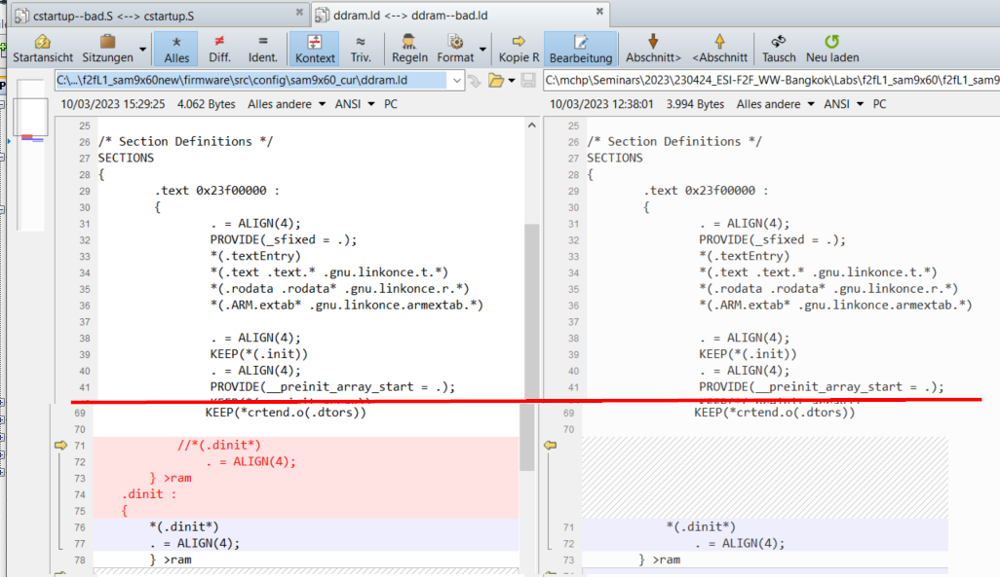 cstartup--bad.S <--> cstartup.S
ddram.ld <--> ddram--bad.ld
Startansicht Sitzungen Alles Diff. Ident. Kontext Triv. Regeln Format Kopie R Bearbeitung Abschnitt> <Abschnitt Tausch Neu laden
C:\...\f2fL1_sam9x60new\firmware\src\config\sam9x60_cur\ddram.ld
C:\mchp\Seminars\2023\230424_ESI-F2F_WW-Bangkok\Labs\f2fL1_sam9x60\f2fL1_sam9
10/03/2023 15:29:25 4.062 Bytes Alles andere ANSI PC
10/03/2023 12:38:01 3.994 Bytes Alles andere ANSI PC
25
26 /* Section Definitions */
27 SECTIONS
28 {
29 .text 0x23f00000 :
30 {
31 . = ALIGN(4);
32 PROVIDE(_sfixed = .);
33 *(.textEntry)
34 *(.text .text.* .gnu.linkonce.t.*)
35 *(.rodata .rodata* .gnu.linkonce.r.*)
36 *(.ARM.extab* .gnu.linkonce.armextab.*)
37
38 . = ALIGN(4);
39 KEEP(*(.init))
40 . = ALIGN(4);
41 PROVIDE(__preinit_array_start = .);
69 KEEP(*crtend.o(.dtors))
70
71 //*(.dinit*)
72 . = ALIGN(4);
73 } >ram
74 .dinit :
75 {
76 *(.dinit*)
77 . = ALIGN(4);
78 } >ram
25
26 /* Section Definitions */
27 SECTIONS
28 {
29 .text 0x23f00000 :
30 {
31 . = ALIGN(4);
32 PROVIDE(_sfixed = .);
33 *(.textEntry)
34 *(.text .text.* .gnu.linkonce.t.*)
35 *(.rodata .rodata* .gnu.linkonce.r.*)
36 *(.ARM.extab* .gnu.linkonce.armextab.*)
37
38 . = ALIGN(4);
39 KEEP(*(.init))
40 . = ALIGN(4);
41 PROVIDE(__preinit_array_start = .);
69 KEEP(*crtend.o(.dtors))
70
71 *(.dinit*)
72 . = ALIGN(4);
73 } >ram